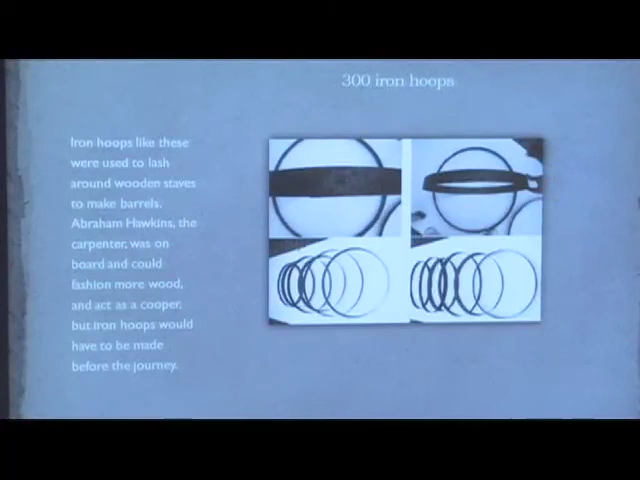 300 iron hoops
Iron hoops like these
were used to lash
around wooden staves
to make barrels.
Abraham Hawkins, the
carpenter, was on
board and could
fashion more wood,
and act as a cooper,
but iron hoops would
have to be made
before the journey.